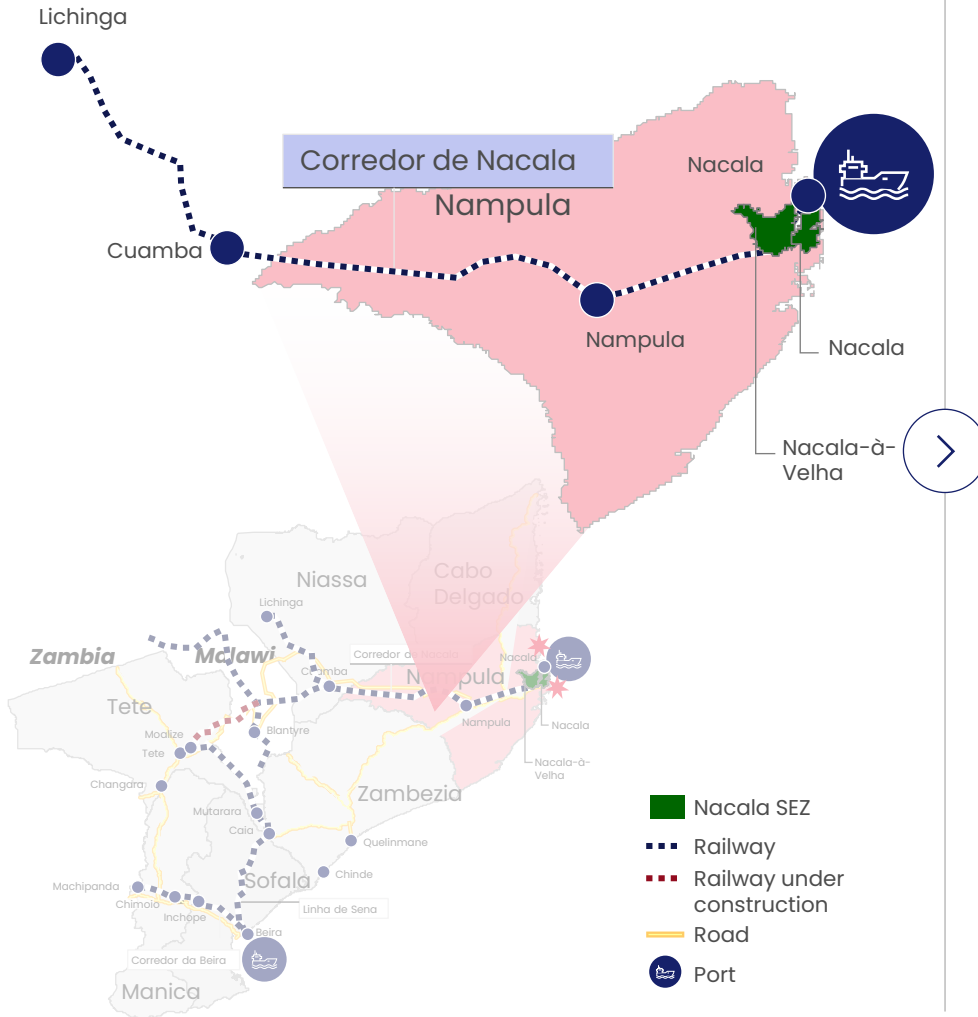 Lichinga
Corredor de Nacala
Nacala
Nampula
Cuamba
Nampula
Nacala
Nacala-à-
Velha
Cabo
Delgado
Niassa
Lichinga
Zambia
Malawi
Corredor de Nacala
Nacala
Cuamba
Nampula
Tete
Nampula
Nacala
Moatize
Blantyre
Tete
Nacala-à-
Velha
Changara
Zambezia
Mutarara
Caia
Quelinmane
Chinde
Sofala
Machipanda
Chimoio
Linha de Sena
Inchope
Beira
Corredor da Beira
Manica
Nacala SEZ
Railway
Railway under
construction
Road
Port